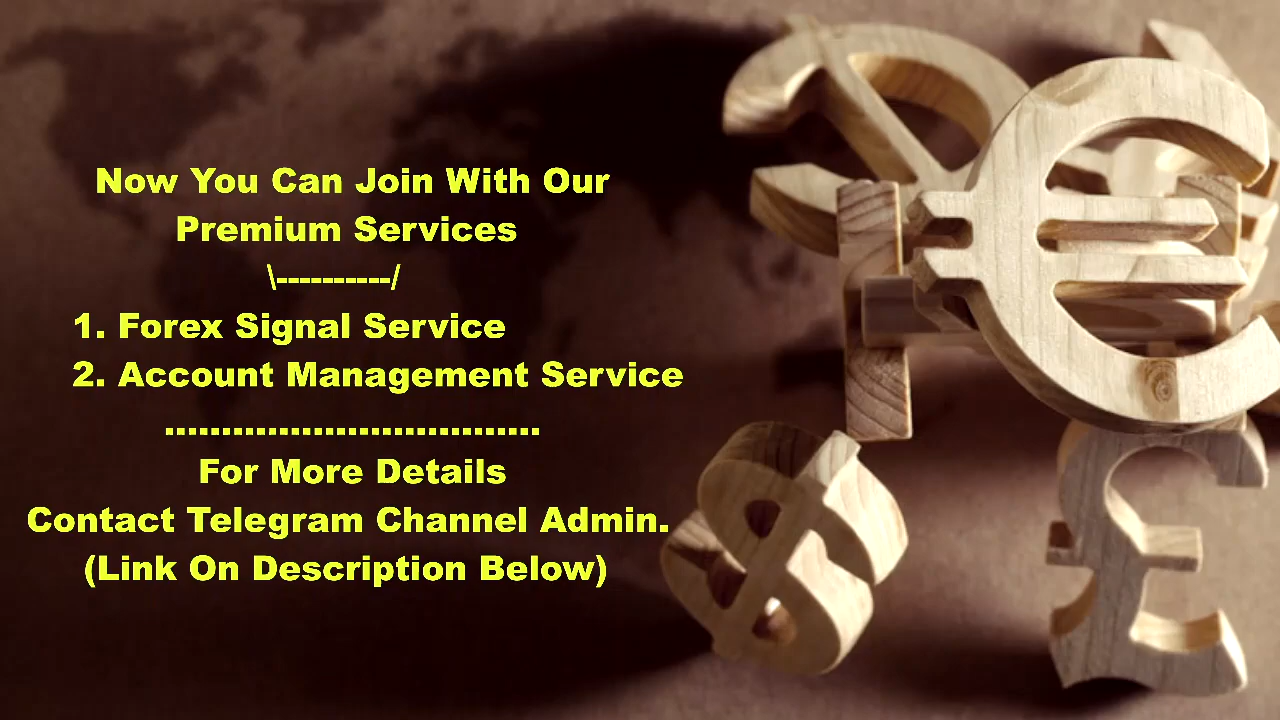 Now You Can Join With Our
Premium Services
\----------/
1. Forex Signal Service
2. Account Management Service
.................................
For More Details
Contact Telegram Channel Admin.
(Link On Description Below)